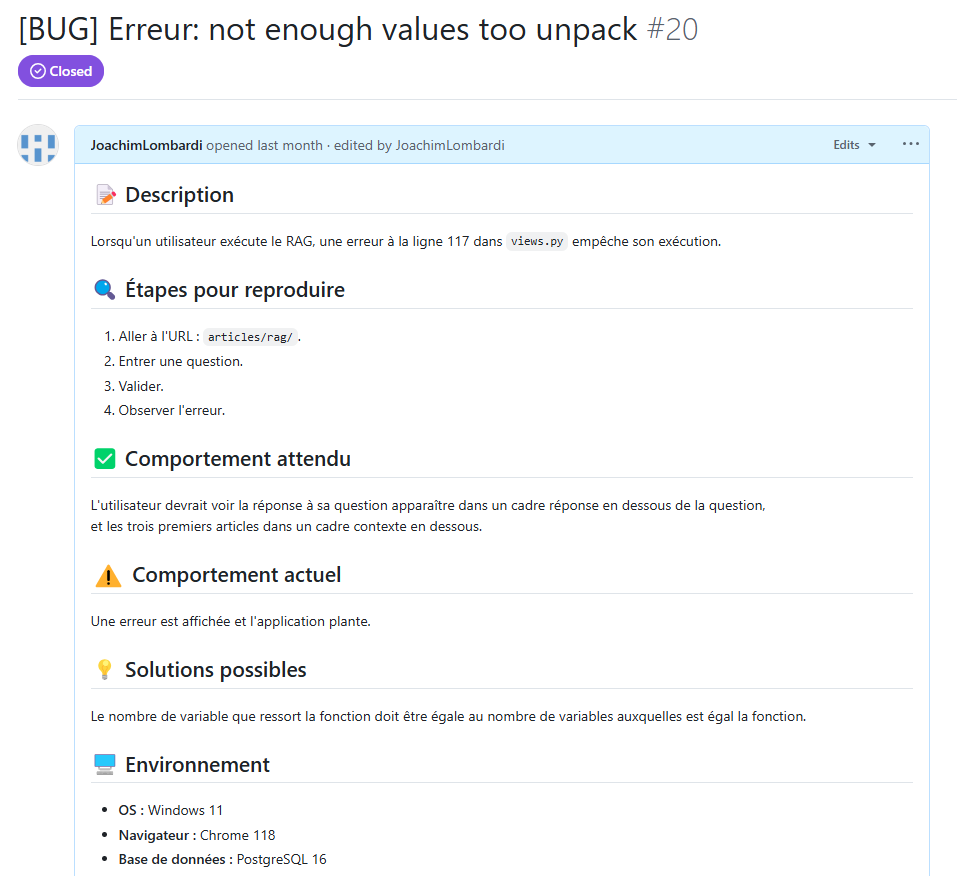 [BUG] Erreur: not enough values too unpack #20
Closed
JoachimLombardi opened last month · edited by JoachimLombardi
Edits
Description
Lorsqu'un utilisateur exécute le RAG, une erreur à la ligne 117 dans views.py empêche son exécution.
Étapes pour reproduire
1. Aller à l'URL : articles/rag/.
2. Entrer une question.
3. Valider.
4. Observer l'erreur.
Comportement attendu
L'utilisateur devrait voir la réponse à sa question apparaître dans un cadre réponse en dessous de la question,
et les trois premiers articles dans un cadre contexte en dessous.
Comportement actuel
Une erreur est affichée et l'application plante.
Solutions possibles
Le nombre de variable que ressort la fonction doit être égale au nombre de variables auxquelles est égal la fonction.
Environnement
• OS : Windows 11
• Navigateur : Chrome 118
• Base de données : PostgreSQL 16